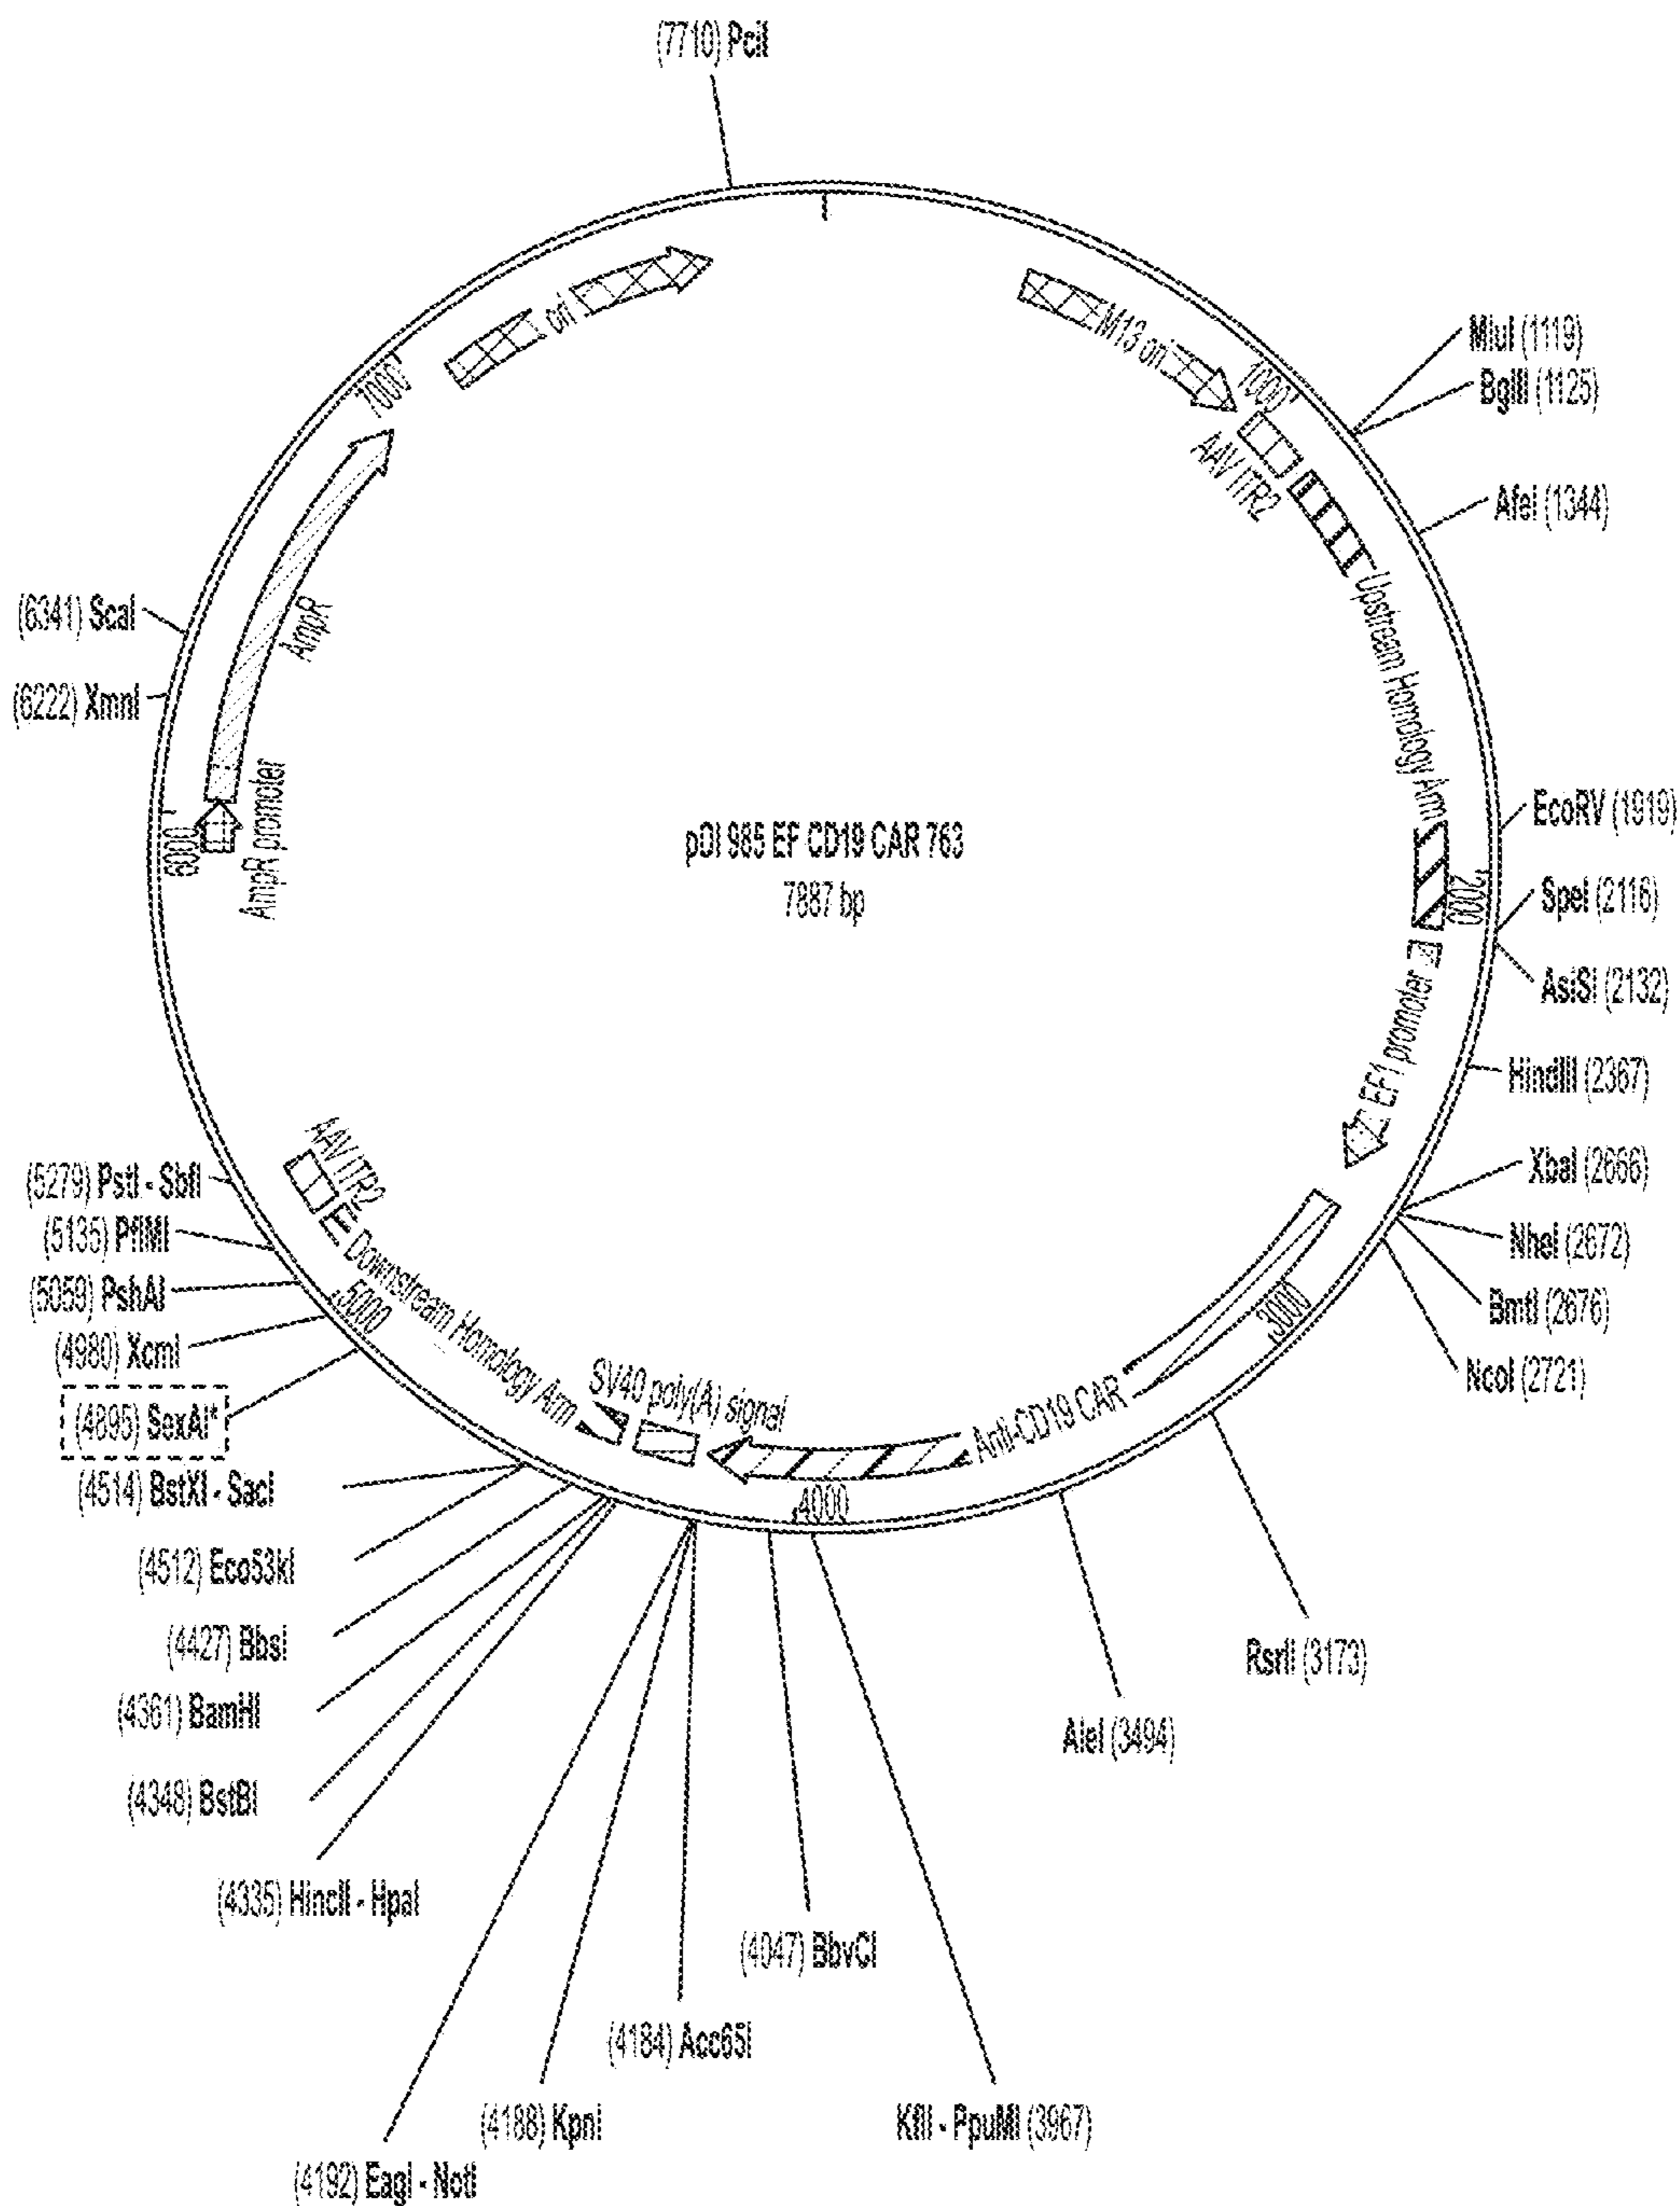 (7710) PciI
M13 ori
1000
MluI (1119)
BglII (1125)
AAV ITR2
AfeI (1344)
Upstream Homology Arm
EcoRV (1919)
2000
SpeI (2116)
AsiSI (2132)
EF1 promoter
HindIII (2367)
XbaI (2666)
NheI (2672)
BmtI (2676)
NcoI (2721)
3000
Anti-CD19 CAR
RsrII (3173)
AleI (3494)
4000
KflI - PpuMI (3967)
(4047) BbvCI
(4184) Acc65I
(4188) KpnI
(4192) EagI - NotI
SV40 poly(A) signal
(4335) HincII - HpaI
(4348) BstBI
(4361) BamHI
(4427) BbsI
(4512) Eco53kI
(4514) BstXI - SacI
Downstream Homology Arm
(4895) SexAI*
(4980) XcmI
5000
(5059) PshAI
(5135) PflMI
(5279) PstI - SbfI
AAV ITR2
6000
AmpR promoter
(6222) XmnI
(6341) ScaI
AmpR
7000
ori
pDI 985 EF CD19 CAR 763
7887 bp